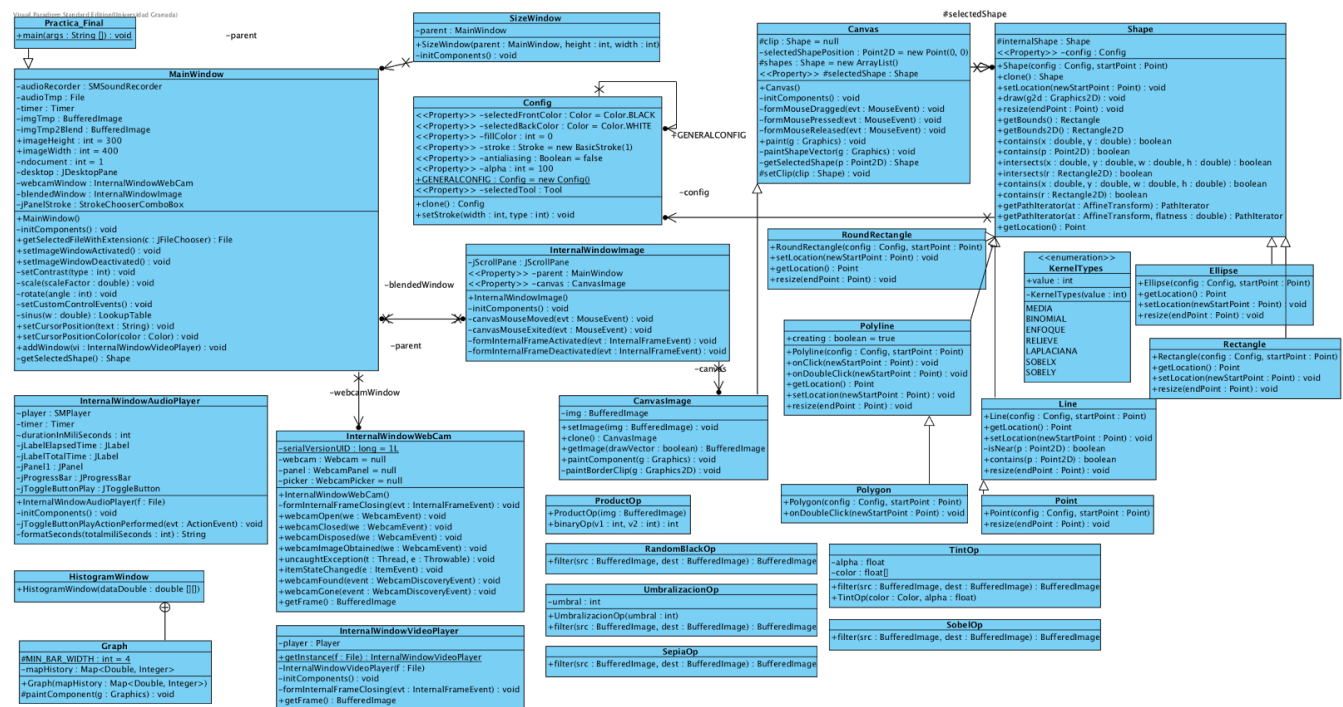 Visual Paradigm Standard Edition(Universidad Granada)
Practica_Final
+main(args : String []) : void
-parent
SizeWindow
-parent : MainWindow
+SizeWindow(parent : MainWindow, height : int, width : int)
-initComponents() : void
MainWindow
-audioRecorder : SMSoundRecorder
-audioTmp : File
-timer : Timer
-imgTmp : BufferedImage
-imgTmp2Blend : BufferedImage
+imageHeight : int = 300
+imageWidth : int = 400
-ndocument : int = 1
-desktop : JDesktopPane
-webcamWindow : InternalWindowWebCam
-blendedWindow : InternalWindowImage
-jPanelStroke : StrokeChooserComboBox
+MainWindow()
-initComponents() : void
+getSelectedFileWithExtension(c : JFileChooser) : File
+setImageWindowActivated() : void
+setImageWindowDeactivated() : void
-setContrast(type : int) : void
-scale(scaleFactor : double) : void
-rotate(angle : int) : void
-setCustomControlEvents() : void
-sinus(w : double) : LookupTable
+setCursorPosition(text : String) : void
+setCursorPositionColor(color : Color) : void
+addWindow(vi : InternalWindowVideoPlayer) : void
-getSelectedShape() : Shape
Config
<<Property>> -selectedFrontColor : Color = Color.BLACK
<<Property>> -selectedBackColor : Color = Color.WHITE
<<Property>> -fillColor : int = 0
<<Property>> -stroke : Stroke = new BasicStroke(1)
<<Property>> -antialiasing : Boolean = false
<<Property>> -alpha : int = 100
+GENERALCONFIG : Config = new Config()
<<Property>> -selectedTool : Tool
+clone() : Config
+setStroke(width : int, type : int) : void
+GENERALCONFIG
-config
#selectedShape
Canvas
#clip : Shape = null
-selectedShapePosition : Point2D = new Point(0, 0)
#shapes : Shape = new ArrayList()
<<Property>> #selectedShape : Shape
+Canvas()
-initComponents() : void
-formMouseDragged(evt : MouseEvent) : void
-formMousePressed(evt : MouseEvent) : void
-formMouseReleased(evt : MouseEvent) : void
+paint(g : Graphics) : void
-paintShapeVector(g : Graphics) : void
-getSelectedShape(p : Point2D) : Shape
#setClip(clip : Shape) : void
Shape
#internalShape : Shape
<<Property>> -config : Config
+Shape(config : Config, startPoint : Point)
+clone() : Shape
+setLocation(newStartPoint : Point) : void
+draw(g2d : Graphics2D) : void
+resize(endPoint : Point) : void
+getBounds() : Rectangle
+getBounds2D() : Rectangle2D
+contains(x : double, y : double) : boolean
+contains(p : Point2D) : boolean
+intersects(x : double, y : double, w : double, h : double) : boolean
+intersects(r : Rectangle2D) : boolean
+contains(x : double, y : double, w : double, h : double) : boolean
+contains(r : Rectangle2D) : boolean
+getPathIterator(at : AffineTransform) : PathIterator
+getPathIterator(at : AffineTransform, flatness : double) : PathIterator
+getLocation() : Point
RoundRectangle
+RoundRectangle(config : Config, startPoint : Point)
+setLocation(newStartPoint : Point) : void
+getLocation() : Point
+resize(endPoint : Point) : void
InternalWindowImage
-jScrollPane : JScrollPane
<<Property>> -parent : MainWindow
<<Property>> -canvas : CanvasImage
+InternalWindowImage()
-initComponents() : void
-canvasMouseMoved(evt : MouseEvent) : void
-canvasMouseExited(evt : MouseEvent) : void
-formInternalFrameActivated(evt : InternalFrameEvent) : void
-formInternalFrameDeactivated(evt : InternalFrameEvent) : void
-blendedWindow
-parent
-canvas
-webcamWindow
<<enumeration>>
KernelTypes
+value : int
-KernelTypes(value : int)
MEDIA
BINOMIAL
ENFOQUE
RELIEVE
LAPLACIANA
SOBELX
SOBELY
Ellipse
+Ellipse(config : Config, startPoint : Point)
+getLocation() : Point
+setLocation(newStartPoint : Point) : void
+resize(endPoint : Point) : void
Polyline
+creating : boolean = true
+Polyline(config : Config, startPoint : Point)
+onClick(newStartPoint : Point) : void
+onDoubleClick(newStartPoint : Point) : void
+getLocation() : Point
+setLocation(newStartPoint : Point) : void
+resize(endPoint : Point) : void
Rectangle
+Rectangle(config : Config, startPoint : Point)
+getLocation() : Point
+setLocation(newStartPoint : Point) : void
+resize(endPoint : Point) : void
InternalWindowAudioPlayer
-player : SMPlayer
-timer : Timer
-durationInMiliSeconds : int
-jLabelElapsedTime : JLabel
-jLabelTotalTime : JLabel
-jPanel1 : JPanel
-jProgressBar : JProgressBar
-jToggleButtonPlay : JToggleButton
+InternalWindowAudioPlayer(f : File)
-initComponents() : void
-jToggleButtonPlayActionPerformed(evt : ActionEvent) : void
-formatSeconds(totalmiliSeconds : int) : String
InternalWindowWebCam
-serialVersionUID : long = 1L
-webcam : Webcam = null
-panel : WebcamPanel = null
-picker : WebcamPicker = null
+InternalWindowWebCam()
-formInternalFrameClosing(evt : InternalFrameEvent) : void
+webcamOpen(we : WebcamEvent) : void
+webcamClosed(we : WebcamEvent) : void
+webcamDisposed(we : WebcamEvent) : void
+webcamImageObtained(we : WebcamEvent) : void
+uncaughtException(t : Thread, e : Throwable) : void
+itemStateChanged(e : ItemEvent) : void
+webcamFound(event : WebcamDiscoveryEvent) : void
+webcamGone(event : WebcamDiscoveryEvent) : void
+getFrame() : BufferedImage
CanvasImage
-img : BufferedImage
+setImage(img : BufferedImage) : void
+clone() : CanvasImage
+getImage(drawVector : boolean) : BufferedImage
+paintComponent(g : Graphics) : void
-paintBorderClip(g : Graphics2D) : void
Line
+Line(config : Config, startPoint : Point)
+getLocation() : Point
+setLocation(newStartPoint : Point) : void
-isNear(p : Point2D) : boolean
+contains(p : Point2D) : boolean
+resize(endPoint : Point) : void
Polygon
+Polygon(config : Config, startPoint : Point)
+onDoubleClick(newStartPoint : Point) : void
Point
+Point(config : Config, startPoint : Point)
+resize(endPoint : Point) : void
ProductOp
+ProductOp(img : BufferedImage)
+binaryOp(v1 : int, v2 : int) : int
RandomBlackOp
+filter(src : BufferedImage, dest : BufferedImage) : BufferedImage
TintOp
-alpha : float
-color : float[]
+filter(src : BufferedImage, dest : BufferedImage) : BufferedImage
+TintOp(color : Color, alpha : float)
HistogramWindow
+HistogramWindow(dataDouble : double [][])
UmbralizacionOp
-umbral : int
+UmbralizacionOp(umbral : int)
+filter(src : BufferedImage, dest : BufferedImage) : BufferedImage
SobelOp
+filter(src : BufferedImage, dest : BufferedImage) : BufferedImage
Graph
#MIN_BAR_WIDTH : int = 4
-mapHistory : Map<Double, Integer>
+Graph(mapHistory : Map<Double, Integer>)
#paintComponent(g : Graphics) : void
InternalWindowVideoPlayer
-player : Player
+getInstance(f : File) : InternalWindowVideoPlayer
-InternalWindowVideoPlayer(f : File)
-initComponents() : void
-formInternalFrameClosing(evt : InternalFrameEvent) : void
+getFrame() : BufferedImage
SepiaOp
+filter(src : BufferedImage, dest : BufferedImage) : BufferedImage